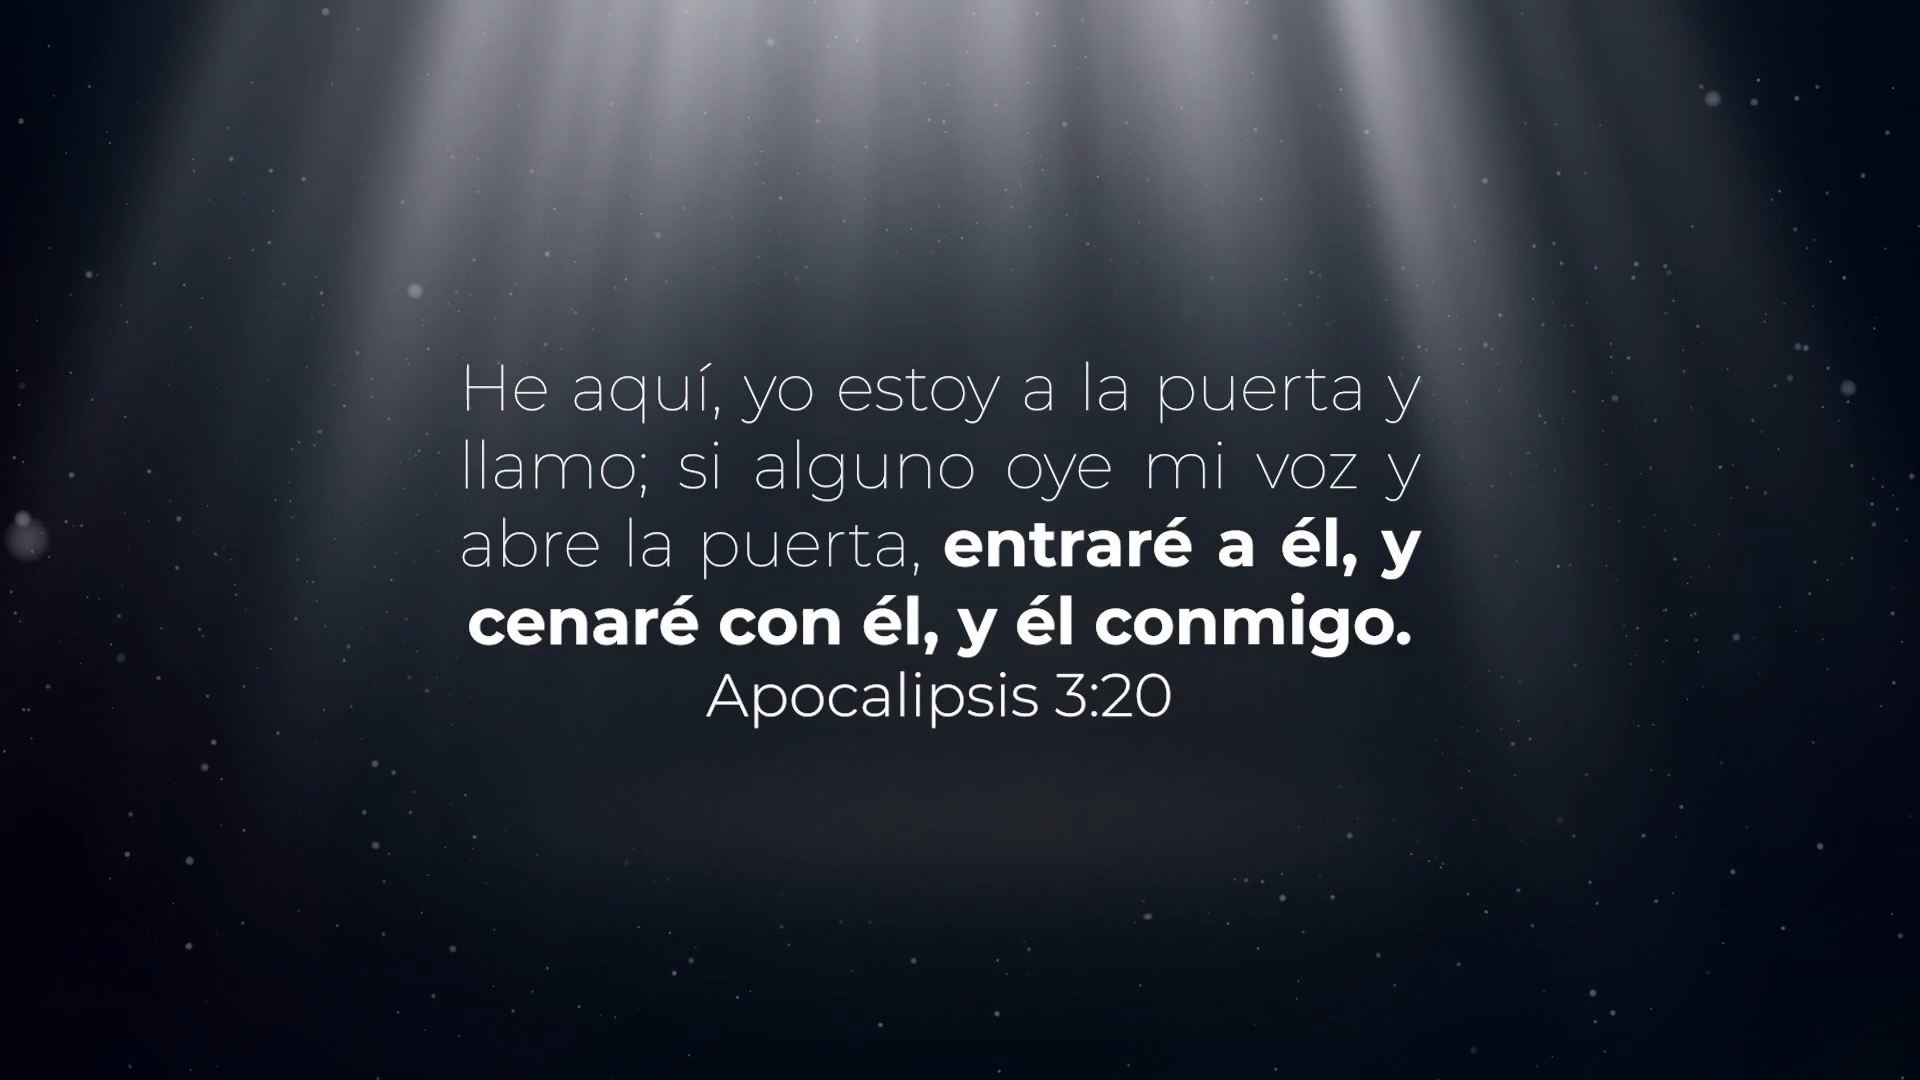 He aquí, yo estoy a la puerta y
llamo; si alguno oye mi voz y
abre la puerta, entraré a él, y
cenaré con él, y él conmigo.
Apocalipsis 3:20